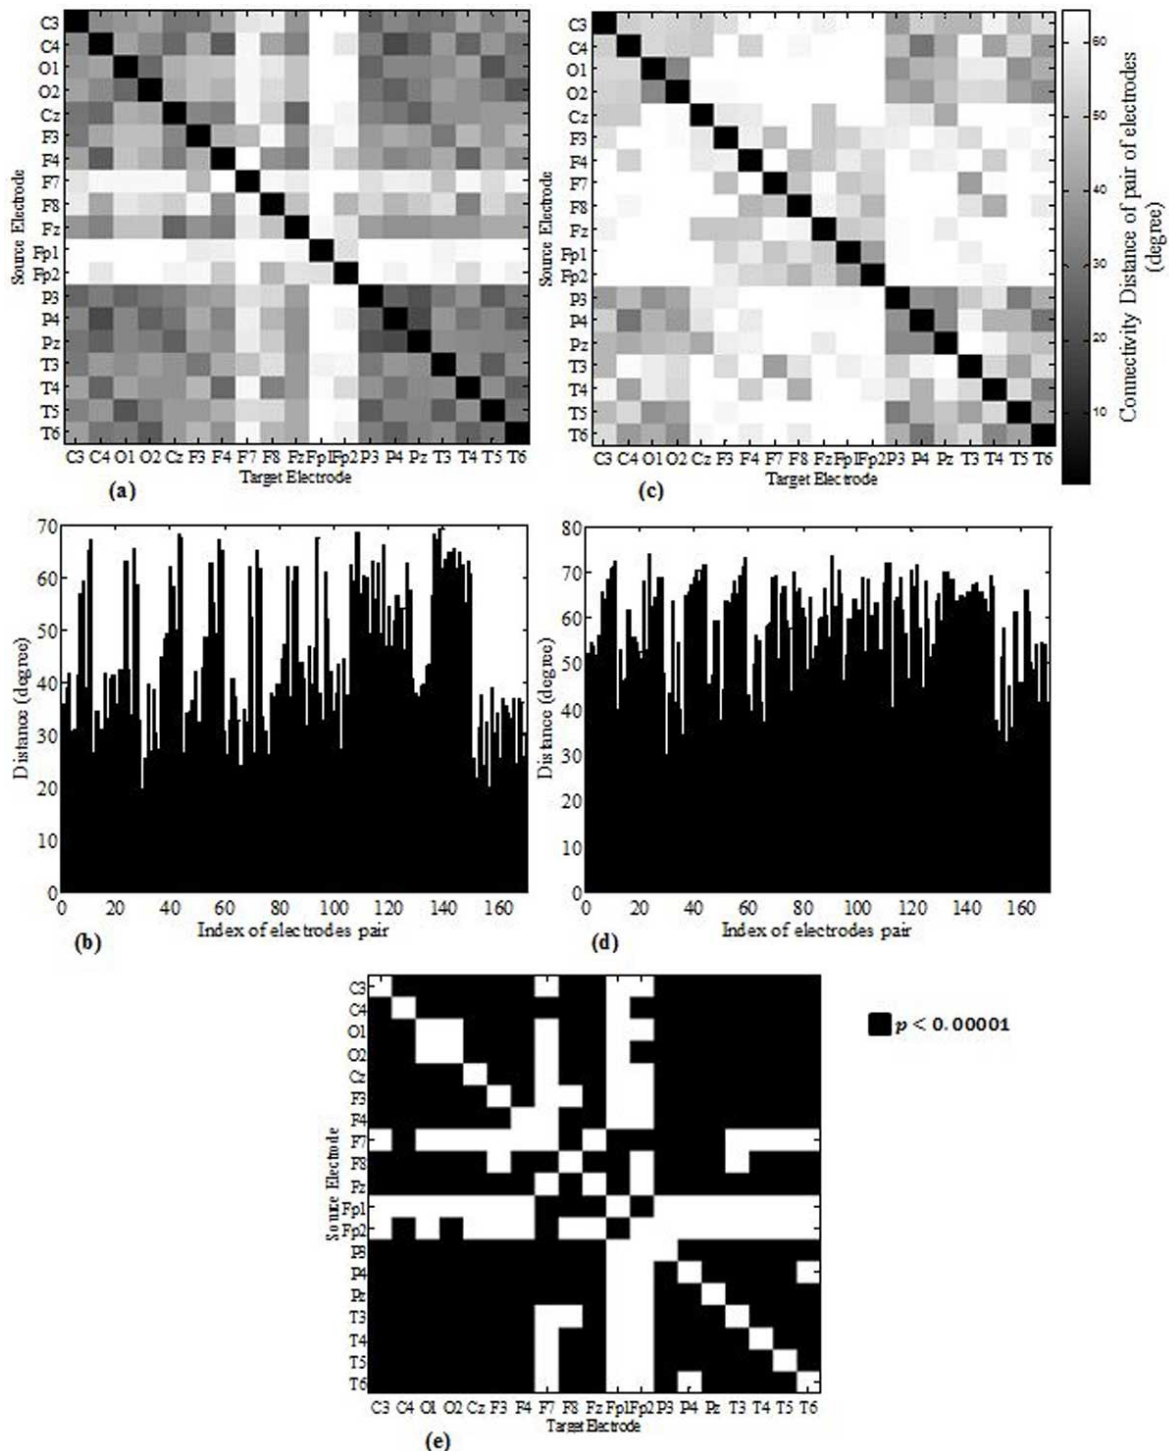 C3
C4
O1
O2
Cz
F3
F4
F7
F8
Fz
Fp1
Fp2
P3
P4
Pz
T3
T4
T5
T6
Source Electrode
C3 C4 O1 O2 Cz F3 F4 F7 F8 Fz Fp1Fp2 P3 P4 Pz T3 T4 T5 T6
Target Electrode
(a)
C3
C4
O1
O2
Cz
F3
F4
F7
F8
Fz
Fp1
Fp2
P3
P4
Pz
T3
T4
T5
T6
Source Electrode
C3 C4 O1 O2 Cz F3 F4 F7 F8 Fz Fp1Fp2 P3 P4 Pz T3 T4 T5 T6
Target Electrode
(c)
60
50
40
30
20
10
Connectivity Distance of pair of electrodes
(degree)
70
60
50
40
30
20
10
0
Distance (degree)
0 20 40 60 80 100 120 140 160
Index of electrodes pair
(b)
80
70
60
50
40
30
20
10
0
Distance (degree)
0 20 40 60 80 100 120 140 160
Index of electrodes pair
(d)
C3
C4
O1
O2
Cz
F3
F4
F7
F8
Fz
Fp1
Fp2
P3
P4
Pz
T3
T4
T5
T6
Source Electrode
C3 C4 O1 O2 Cz F3 F4 F7 F8 Fz Fp1Fp2 P3 P4 Pz T3 T4 T5 T6
Target Electrode
(e)
p < 0.00001